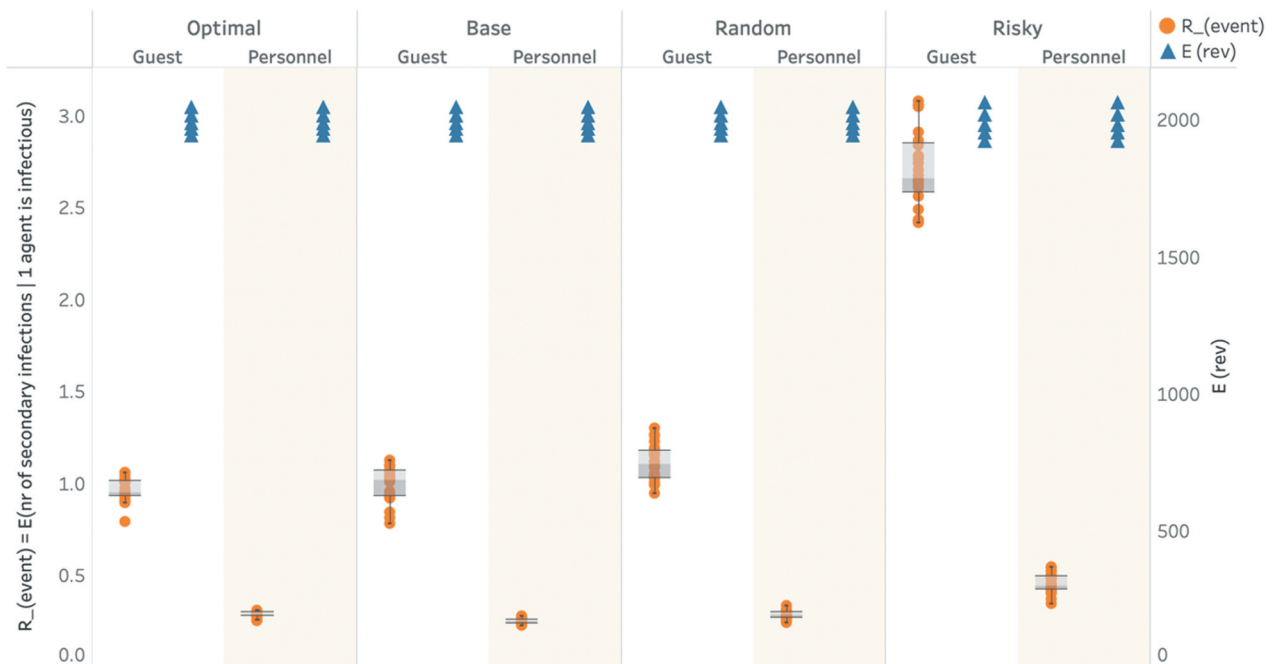 Optimal Base Random Risky
Guest Personnel Guest Personnel Guest Personnel Guest Personnel
R_(event)
E (rev)
R_(event) = E(nr of secondary infections | 1 agent is infectious)
3.0
2.5
2.0
1.5
1.0
0.5
0.0
2000
1500
1000
500
0
E (rev)